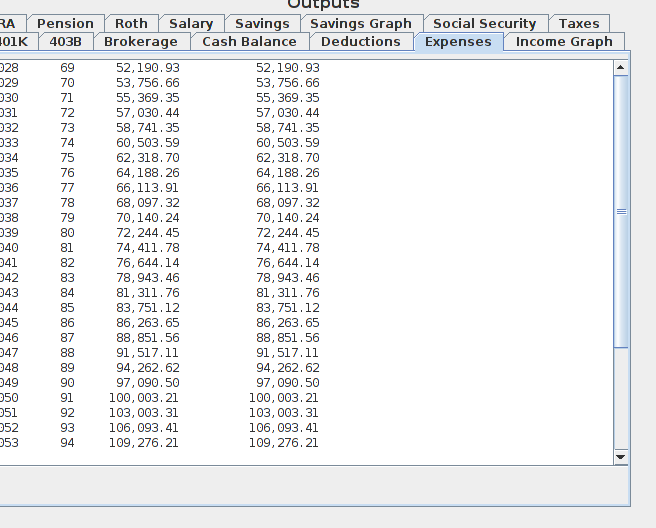 Outputs
RA Pension Roth Salary Savings Savings Graph Social Security Taxes
401K 403B Brokerage Cash Balance Deductions Expenses Income Graph
028 69 52,190.93 52,190.93
029 70 53,756.66 53,756.66
030 71 55,369.35 55,369.35
031 72 57,030.44 57,030.44
032 73 58,741.35 58,741.35
033 74 60,503.59 60,503.59
034 75 62,318.70 62,318.70
035 76 64,188.26 64,188.26
036 77 66,113.91 66,113.91
037 78 68,097.32 68,097.32
038 79 70,140.24 70,140.24
039 80 72,244.45 72,244.45
040 81 74,411.78 74,411.78
041 82 76,644.14 76,644.14
042 83 78,943.46 78,943.46
043 84 81,311.76 81,311.76
044 85 83,751.12 83,751.12
045 86 86,263.65 86,263.65
046 87 88,851.56 88,851.56
047 88 91,517.11 91,517.11
048 89 94,262.62 94,262.62
049 90 97,090.50 97,090.50
050 91 100,003.21 100,003.21
051 92 103,003.31 103,003.31
052 93 106,093.41 106,093.41
053 94 109,276.21 109,276.21